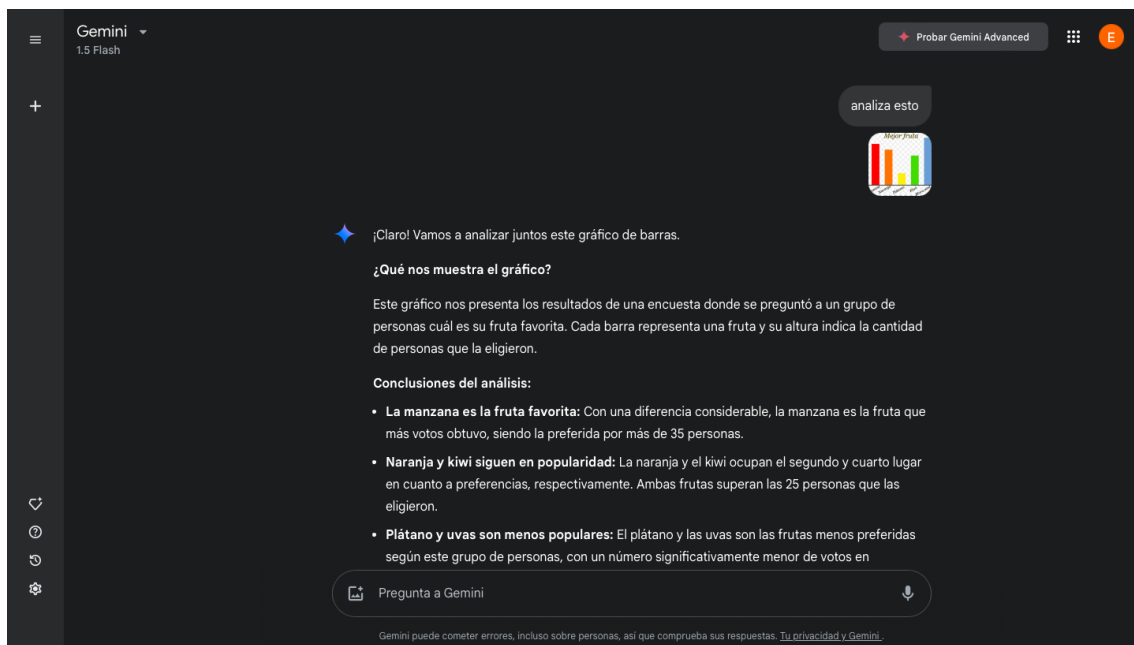 Gemini
1.5 Flash
Probar Gemini Advanced
E
analiza esto
Mejor fruta
¡Claro! Vamos a analizar juntos este gráfico de barras.
¿Qué nos muestra el gráfico?
Este gráfico nos presenta los resultados de una encuesta donde se preguntó a un grupo de
personas cuál es su fruta favorita. Cada barra representa una fruta y su altura indica la cantidad
de personas que la eligieron.
Conclusiones del análisis:
• La manzana es la fruta favorita: Con una diferencia considerable, la manzana es la fruta que
más votos obtuvo, siendo la preferida por más de 35 personas.
• Naranja y kiwi siguen en popularidad: La naranja y el kiwi ocupan el segundo y cuarto lugar
en cuanto a preferencias, respectivamente. Ambas frutas superan las 25 personas que las
eligieron.
• Plátano y uvas son menos populares: El plátano y las uvas son las frutas menos preferidas
según este grupo de personas, con un número significativamente menor de votos en
Pregunta a Gemini
Gemini puede cometer errores, incluso sobre personas, así que comprueba sus respuestas. Tu privacidad y Gemini.